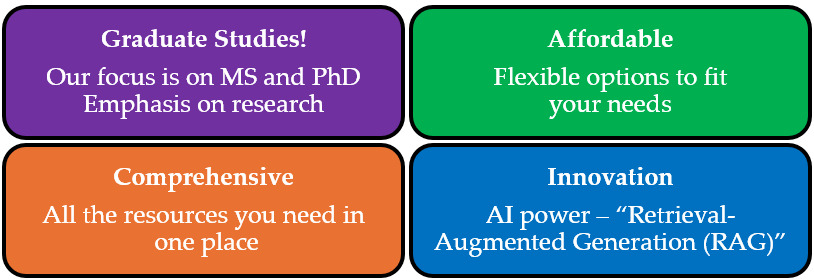 Graduate Studies!
Our focus is on MS and PhD
Emphasis on research
Affordable
Flexible options to fit
your needs
Comprehensive
All the resources you need in
one place
Innovation
AI power – “Retrieval-
Augmented Generation (RAG)”